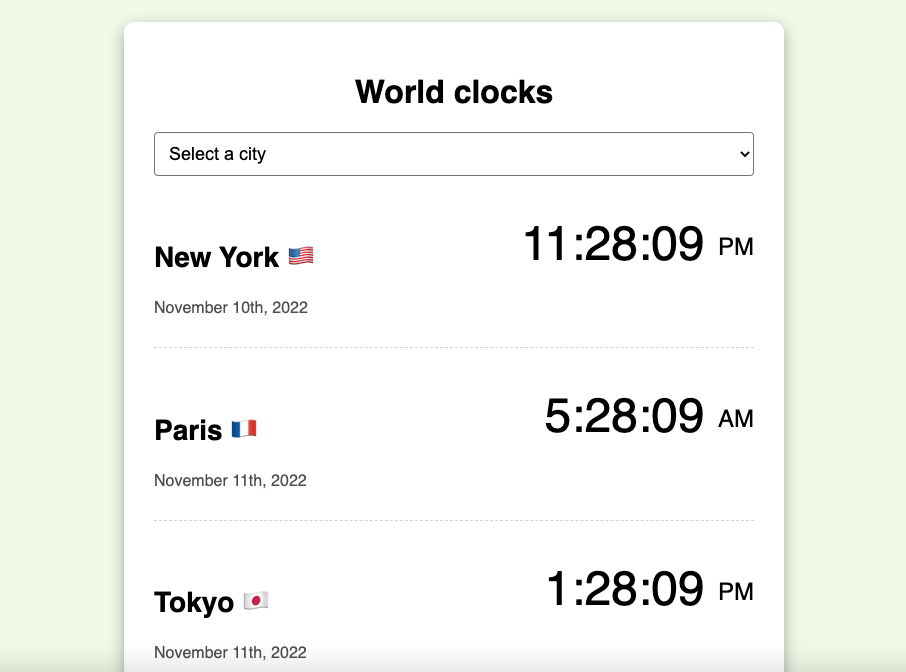 World clocks
Select a city
New York 🇺🇸 11:28:09 PM
November 10th, 2022
Paris 🇫🇷 5:28:09 AM
November 11th, 2022
Tokyo 🇯🇵 1:28:09 PM
November 11th, 2022